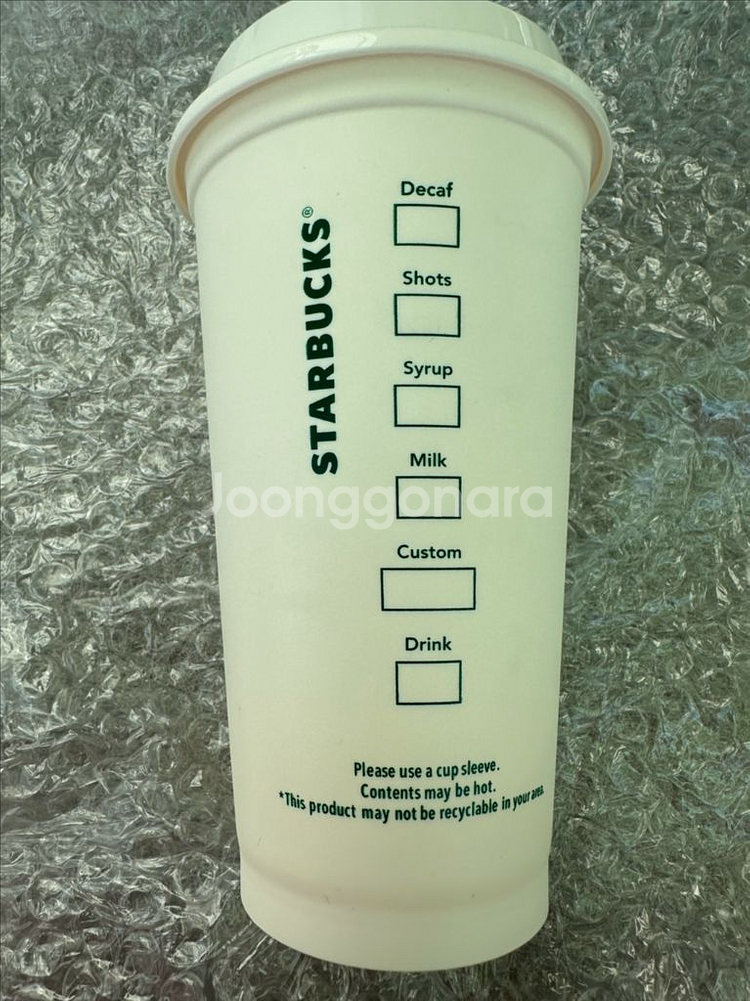 STARBUCKS®
Decaf
Shots
Syrup
Milk
Joonggonara
Custom
Drink
Please use a cup sleeve.
Contents may be hot.
*This product may not be recyclable in your area.